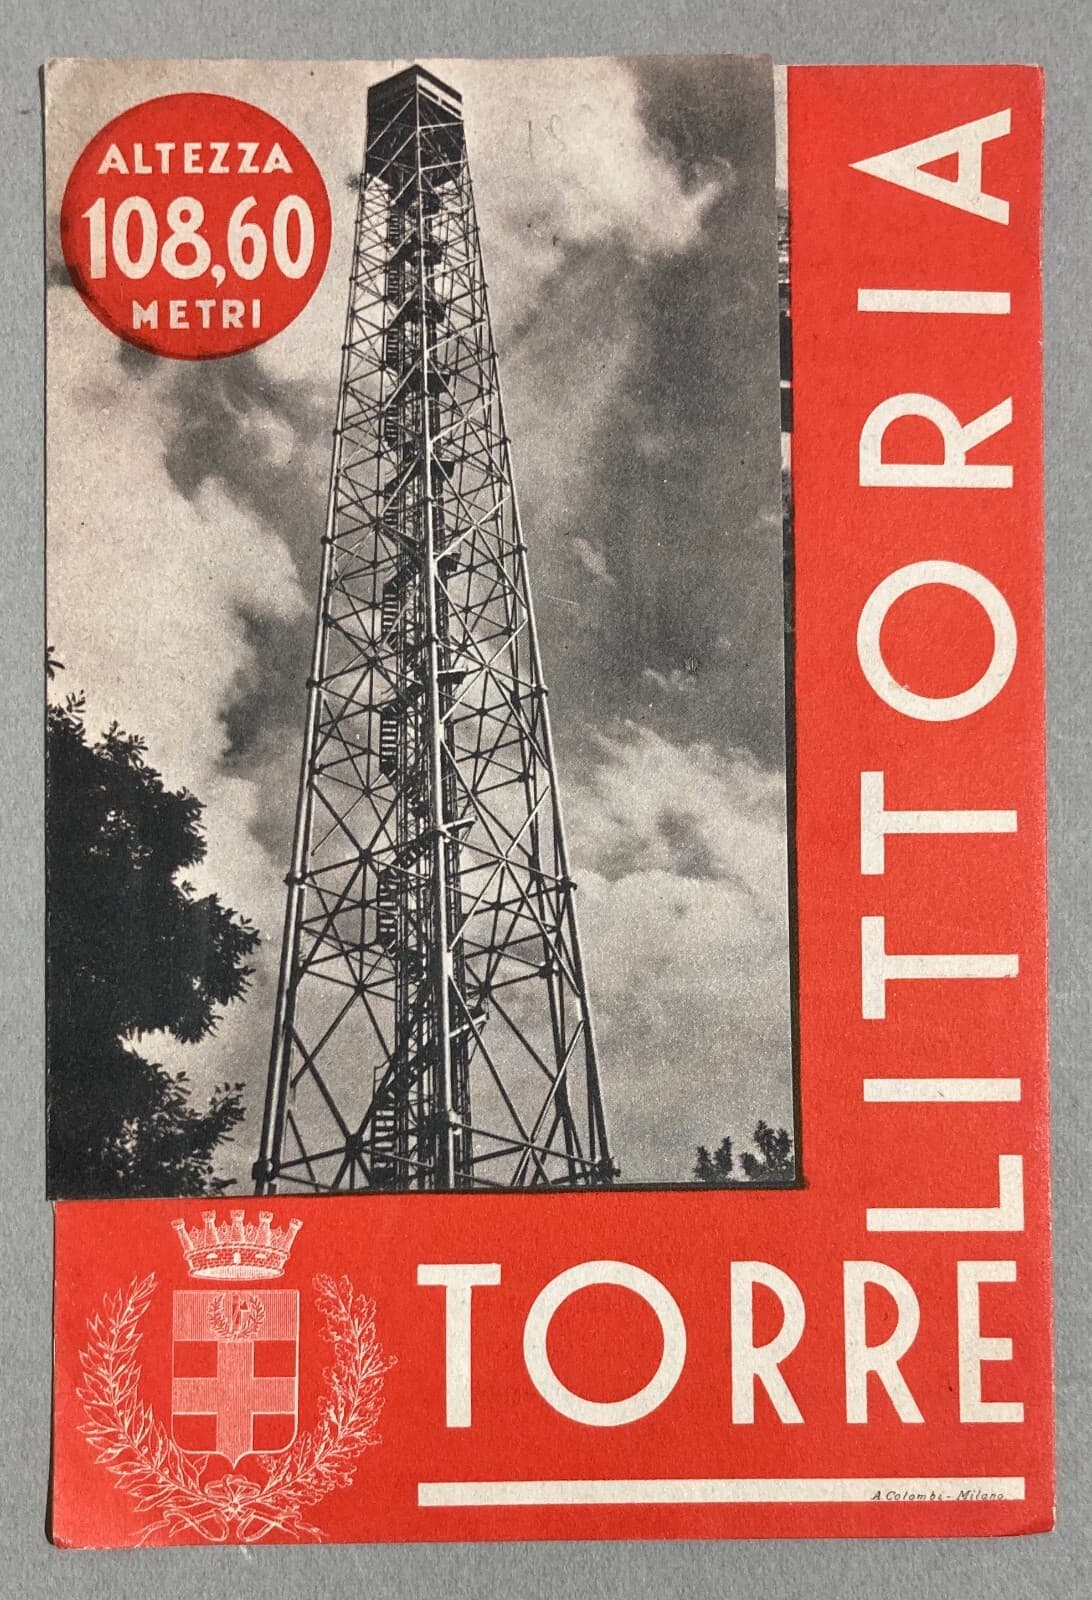 ALTEZZA
108,60
METRI
TORRE
LITTORIA
A. Colombi - Milano